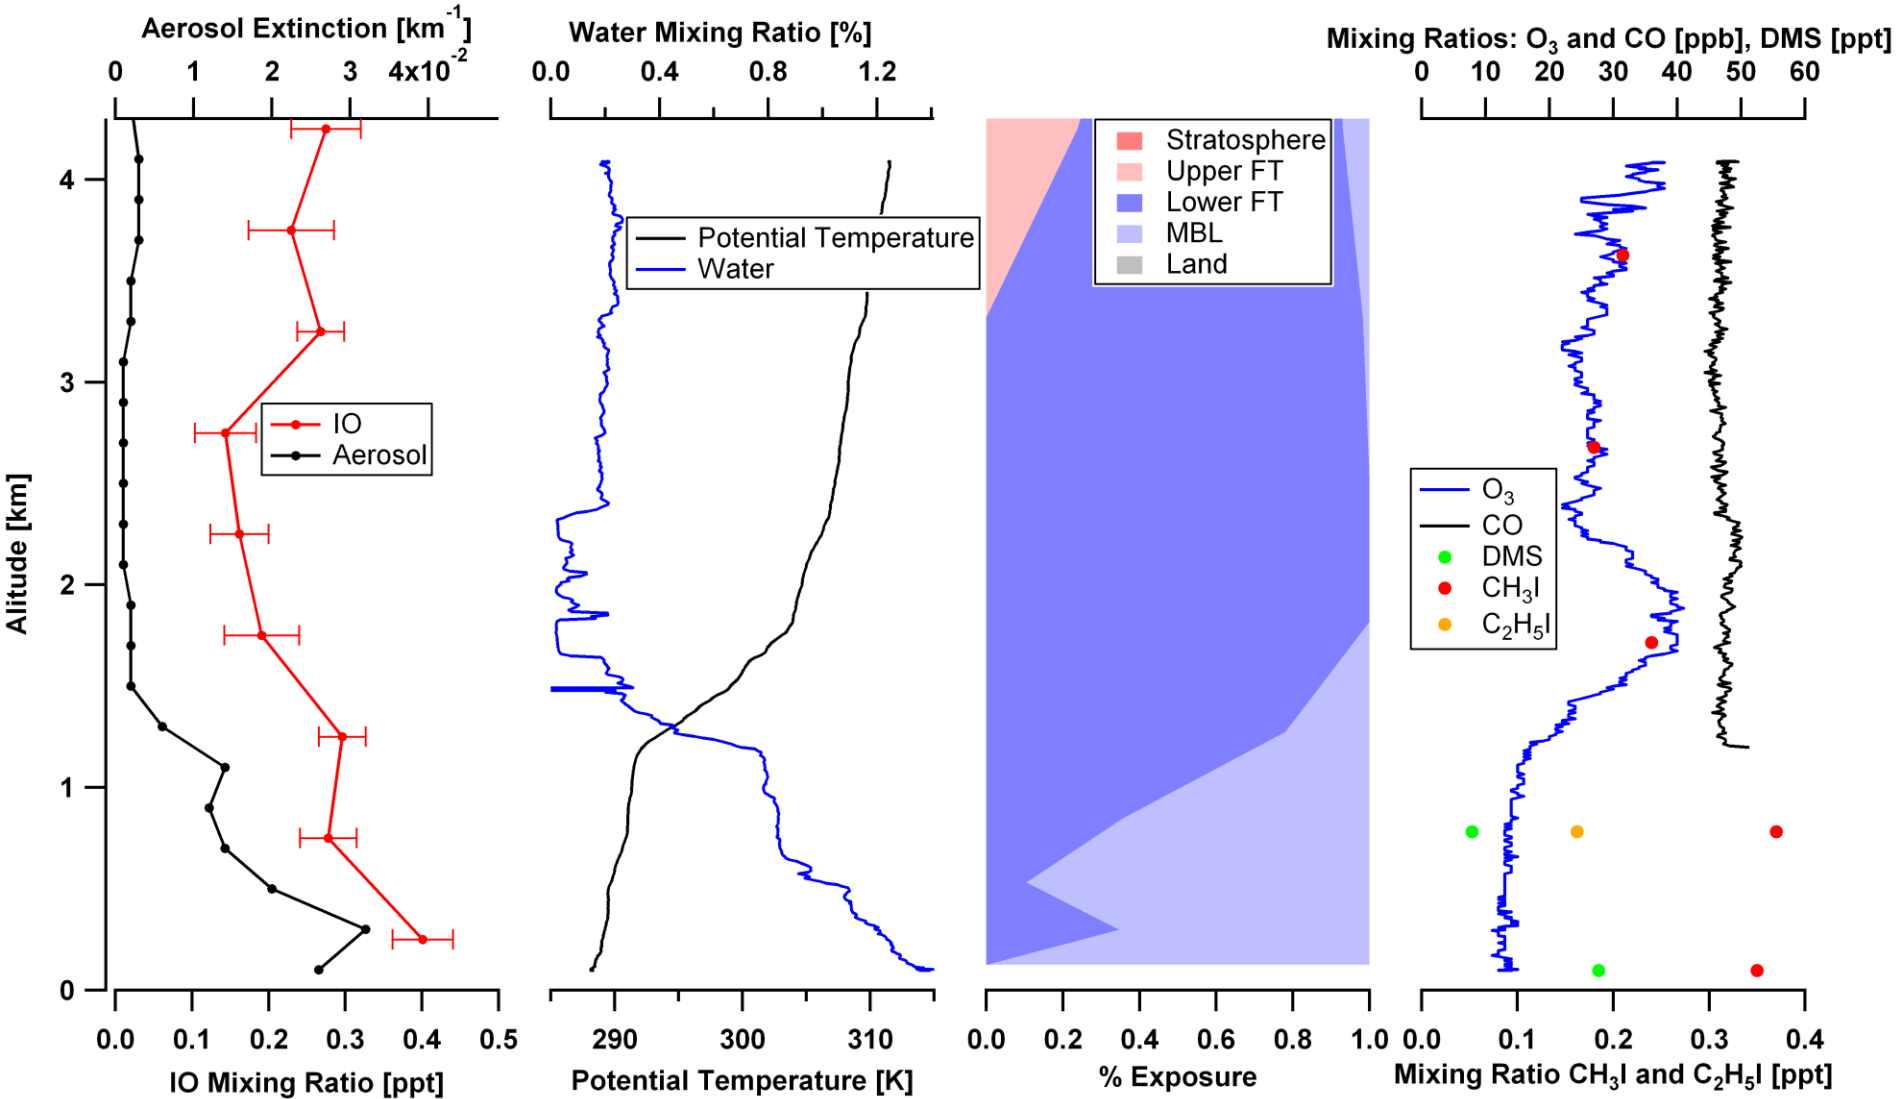 Aerosol Extinction [km⁻¹]
0 1 2 3 4x10⁻²
Water Mixing Ratio [%]
0.0 0.4 0.8 1.2
Mixing Ratios: O₃ and CO [ppb], DMS [ppt]
0 10 20 30 40 50 60
Altitude [km]
4
3
2
1
0
IO
Aerosol
Potential Temperature
Water
Stratosphere
Upper FT
Lower FT
MBL
Land
O₃
CO
DMS
CH₃I
C₂H₅I
0.0 0.1 0.2 0.3 0.4 0.5
IO Mixing Ratio [ppt]
290 300 310
Potential Temperature [K]
0.0 0.2 0.4 0.6 0.8 1.0
% Exposure
0.0 0.1 0.2 0.3 0.4
Mixing Ratio CH₃I and C₂H₅I [ppt]